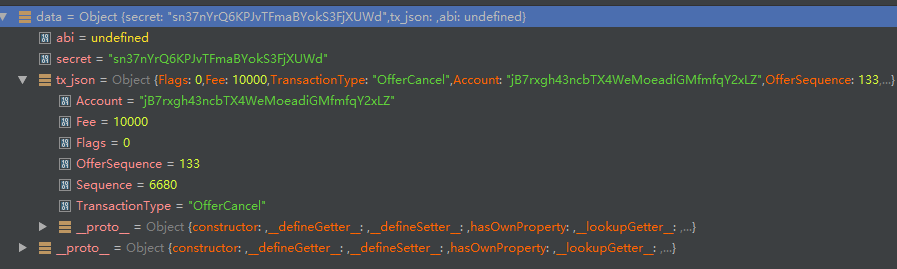 data = Object {secret: "sn37nYrQ6KPJvTFmaBYokS3FjXUWd",tx_json: ,abi: undefined}
abi = undefined
secret = "sn37nYrQ6KPJvTFmaBYokS3FjXUWd"
tx_json = Object {Flags: 0,Fee: 10000,TransactionType: "OfferCancel",Account: "jB7rxgh43ncbTX4WeMoeadiGMfmfqY2xLZ",OfferSequence: 133,...}
Account = "jB7rxgh43ncbTX4WeMoeadiGMfmfqY2xLZ"
Fee = 10000
Flags = 0
OfferSequence = 133
Sequence = 6680
TransactionType = "OfferCancel"
__proto__ = Object {constructor: ,__defineGetter__: ,__defineSetter__: ,hasOwnProperty: ,__lookupGetter__: ,...}
__proto__ = Object {constructor: ,__defineGetter__: ,__defineSetter__: ,hasOwnProperty: ,__lookupGetter__: ,...}